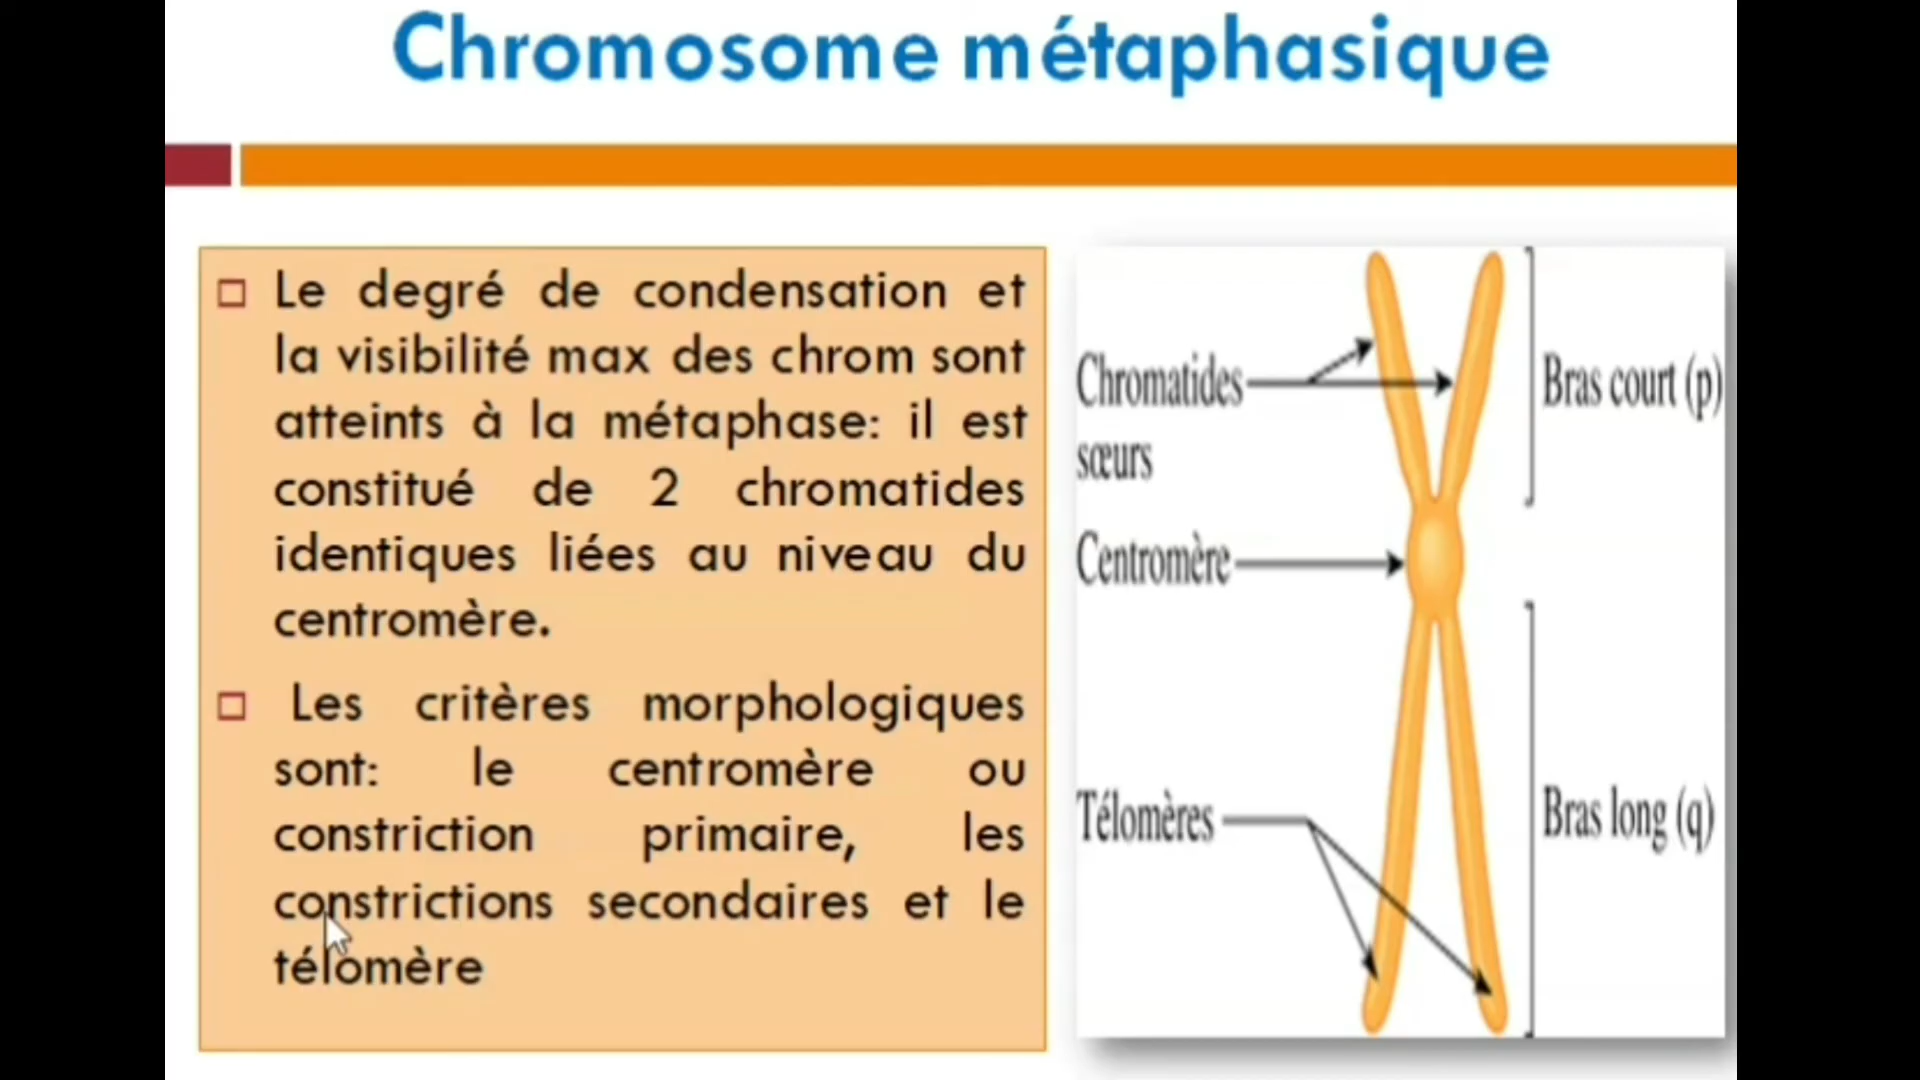 Chromosome métaphasique
Le degré de condensation et
la visibilité max des chrom sont
atteints à la métaphase: il est
constitué de 2 chromatides
identiques liées au niveau du
centromère.
Les critères morphologiques
sont: le centromère ou
constriction primaire, les
constrictions secondaires et le
télomère
Chromatides
sœurs
Centromère
Télomères
Bras court (p)
Bras long (q)